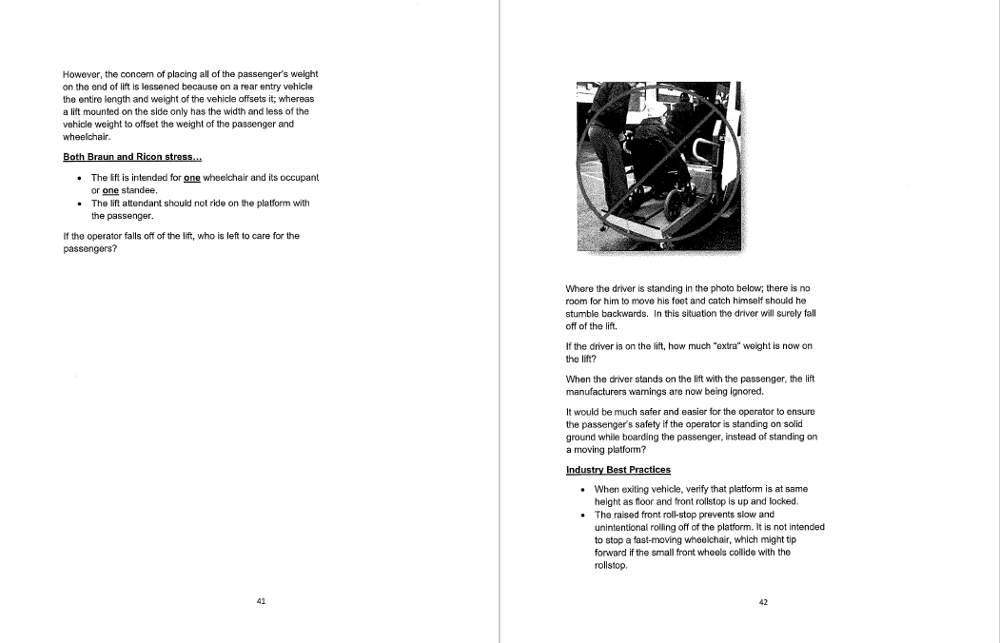 However, the concern of placing all of the passenger's weight
on the end of lift is lessened because on a rear entry vehicle
the entire length and weight of the vehicle offsets it; whereas
a lift mounted on the side only has the width and less of the
vehicle weight to offset the weight of the passenger and
wheelchair.
Both Braun and Ricon stress...
• The lift is intended for one wheelchair and its occupant
or one standee.
• The lift attendant should not ride on the platform with
the passenger.
If the operator falls off of the lift, who is left to care for the
passengers?
41
Where the driver is standing in the photo below; there is no
room for him to move his feet and catch himself should he
stumble backwards. In this situation the driver will surely fall
off of the lift.
If the driver is on the lift, how much "extra" weight is now on
the lift?
When the driver stands on the lift with the passenger, the lift
manufacturers warnings are now being ignored.
It would be much safer and easier for the operator to ensure
the passenger's safety if the operator is standing on solid
ground while boarding the passenger, instead of standing on
a moving platform?
Industry Best Practices
• When exiting vehicle, verify that platform is at same
height as floor and front rollstop is up and locked.
• The raised front roll-stop prevents slow and
unintentional rolling off of the platform. It is not intended
to stop a fast-moving wheelchair, which might tip
forward if the small front wheels collide with the
rollstop.
42